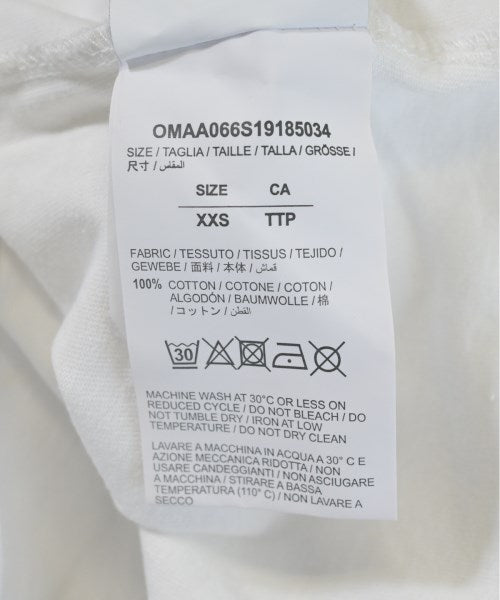 OMAA066S19185034
SIZE / TAGLIA / TAILLE / TALLA / GRÖSSE /
尺寸 / المقاس
SIZE CA
XXS TTP
FABRIC / TESSUTO / TISSUS / TEJIDO /
GEWEBE / 面料 / 本体 / قماش
100% COTTON / COTONE / COTON /
ALGODÓN / BAUMWOLLE / 棉
/ コットン / القطن
30
MACHINE WASH AT 30°C OR LESS ON
REDUCED CYCLE / DO NOT BLEACH / DO
NOT TUMBLE DRY / IRON AT LOW
TEMPERATURE / DO NOT DRY CLEAN
LAVARE A MACCHINA IN ACQUA A 30° C E
AZIONE MECCANICA RIDOTTA / NON
USARE CANDEGGIANTI / NON ASCIUGARE
A MACCHINA / STIRARE A BASSA
TEMPERATURA (110° C) / NON LAVARE A
SECCO